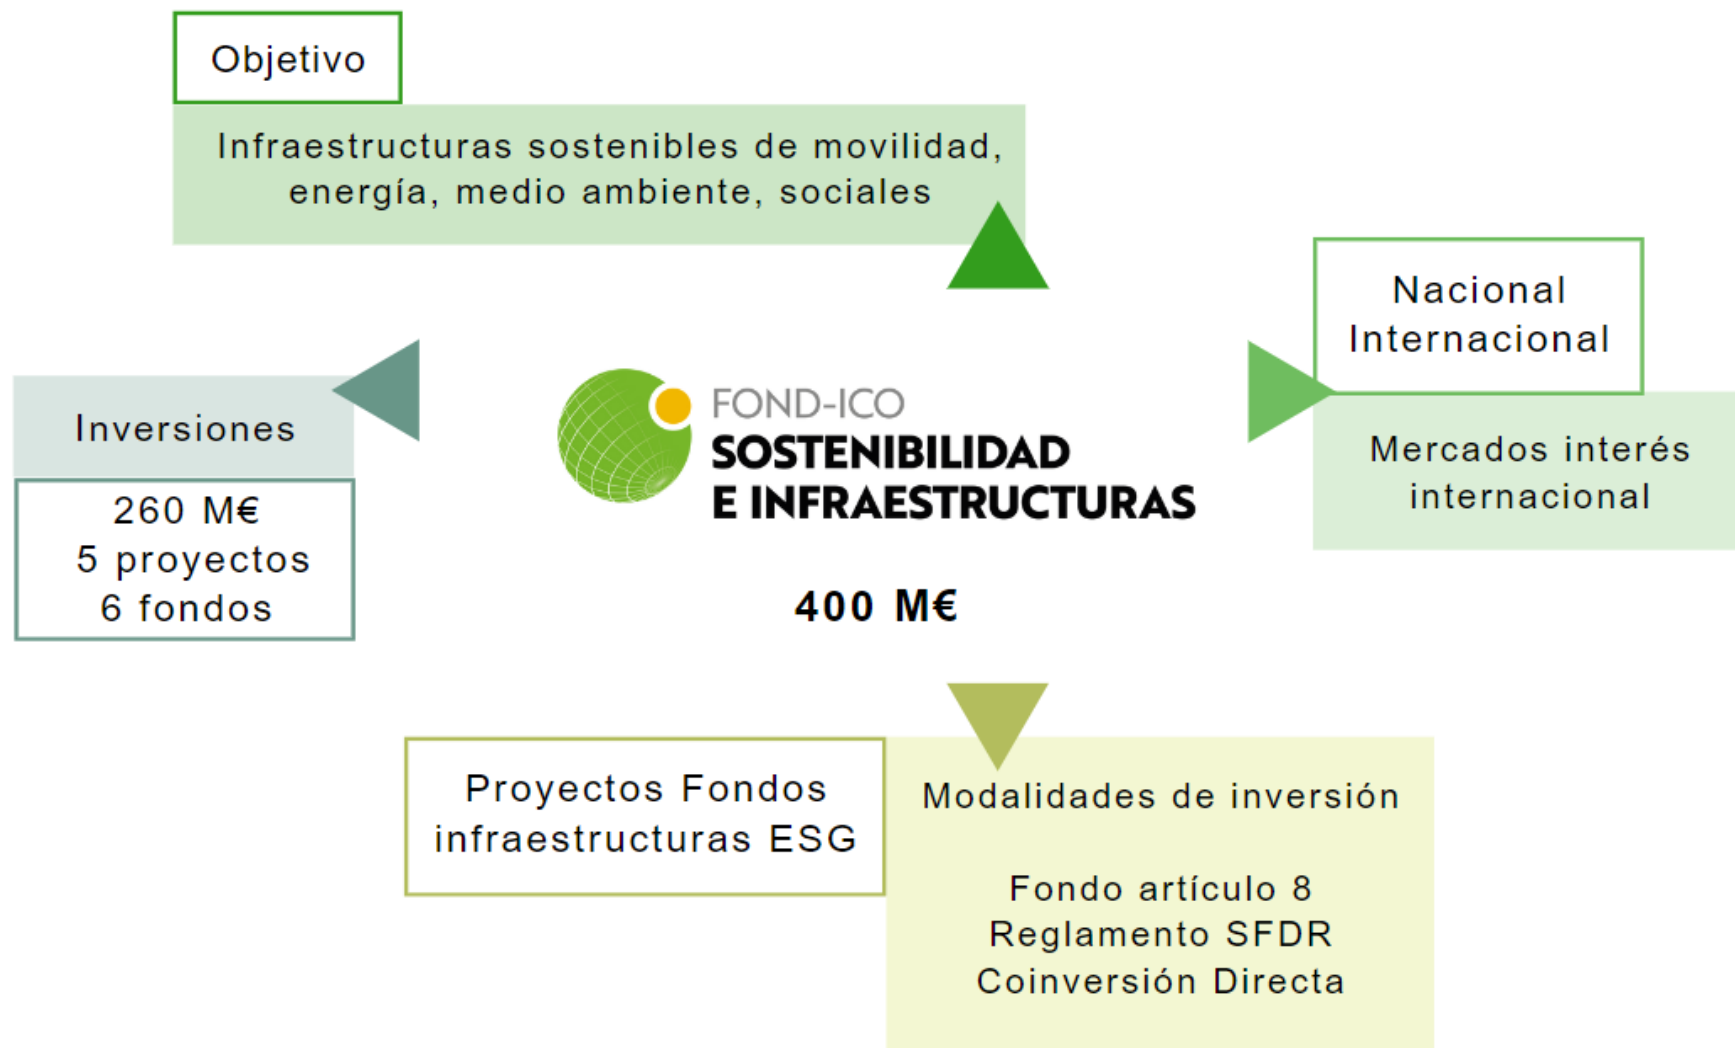 Objetivo
Infraestructuras sostenibles de movilidad,
energía, medio ambiente, sociales
Nacional
Internacional
Mercados interés
internacional
Inversiones
260 M€
5 proyectos
6 fondos
FOND-ICO
SOSTENIBILIDAD
E INFRAESTRUCTURAS
400 M€
Proyectos Fondos
infraestructuras ESG
Modalidades de inversión
Fondo artículo 8
Reglamento SFDR
Coinversión Directa